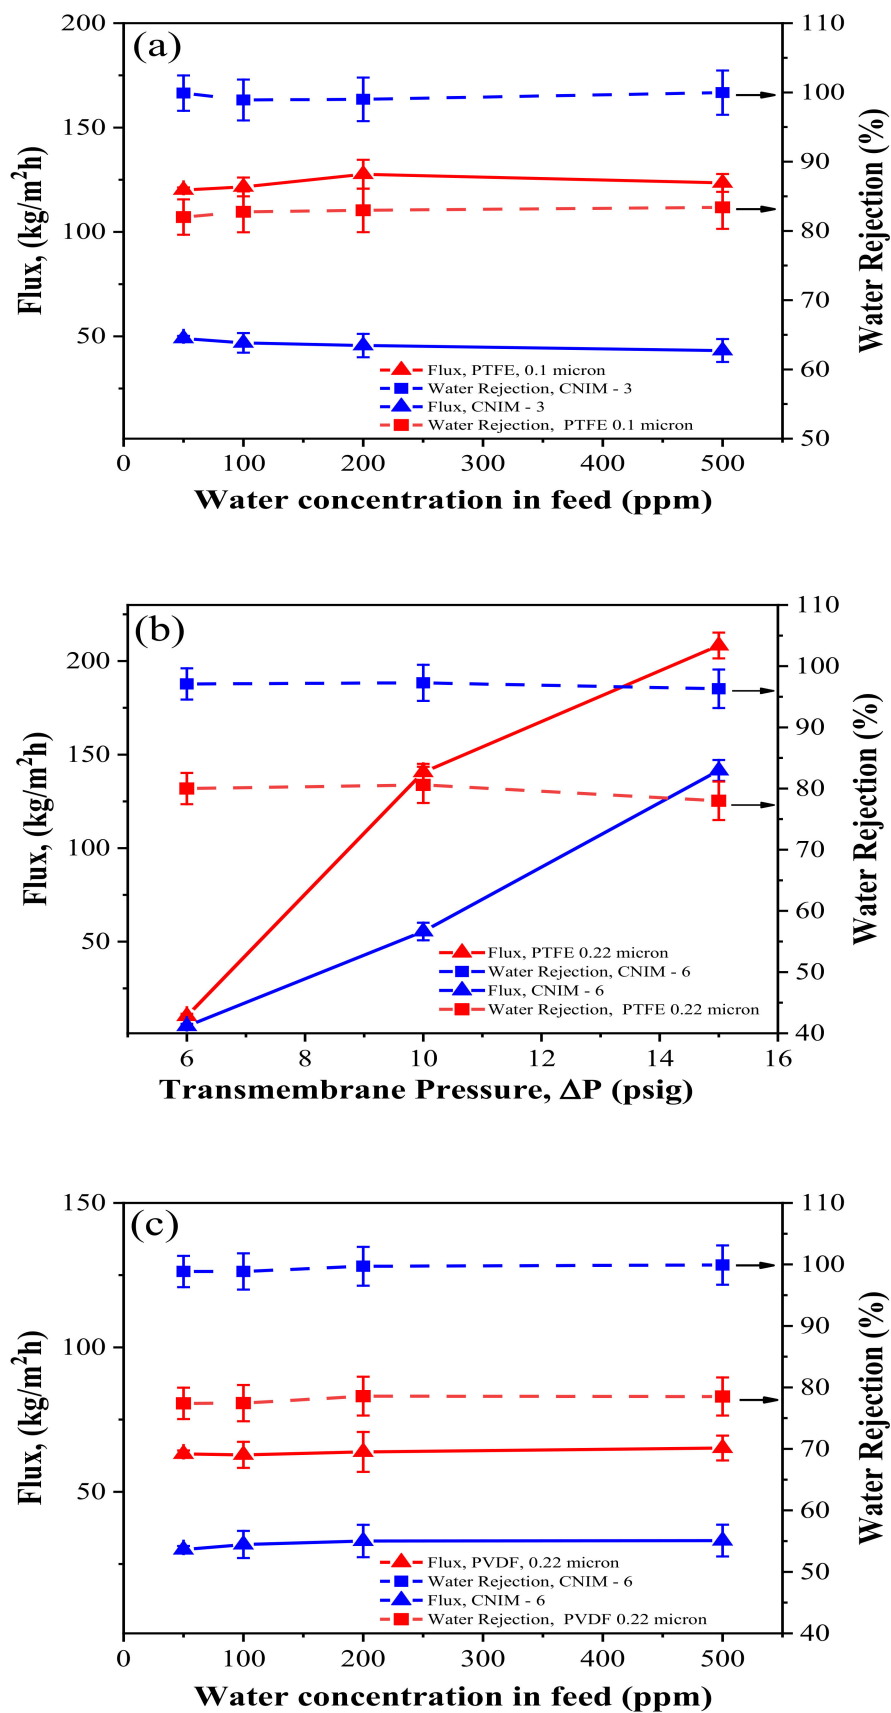 (a)
200
150
100
50
110
100
90
80
70
60
50
Flux, (kg/m²h)
Water Rejection (%)
Flux, PTFE, 0.1 micron
Water Rejection, CNIM - 3
Flux, CNIM - 3
Water Rejection, PTFE 0.1 micron
0 100 200 300 400 500
Water concentration in feed (ppm)
(b)
200
150
100
50
110
100
90
80
70
60
50
40
Flux, (kg/m²h)
Water Rejection (%)
Flux, PTFE 0.22 micron
Water Rejection, CNIM - 6
Flux, CNIM - 6
Water Rejection, PTFE 0.22 micron
6 8 10 12 14 16
Transmembrane Pressure, ΔP (psig)
(c)
150
100
50
110
100
90
80
70
60
50
40
Flux, (kg/m²h)
Water Rejection (%)
Flux, PVDF, 0.22 micron
Water Rejection, CNIM - 6
Flux, CNIM - 6
Water Rejection, PVDF 0.22 micron
0 100 200 300 400 500
Water concentration in feed (ppm)